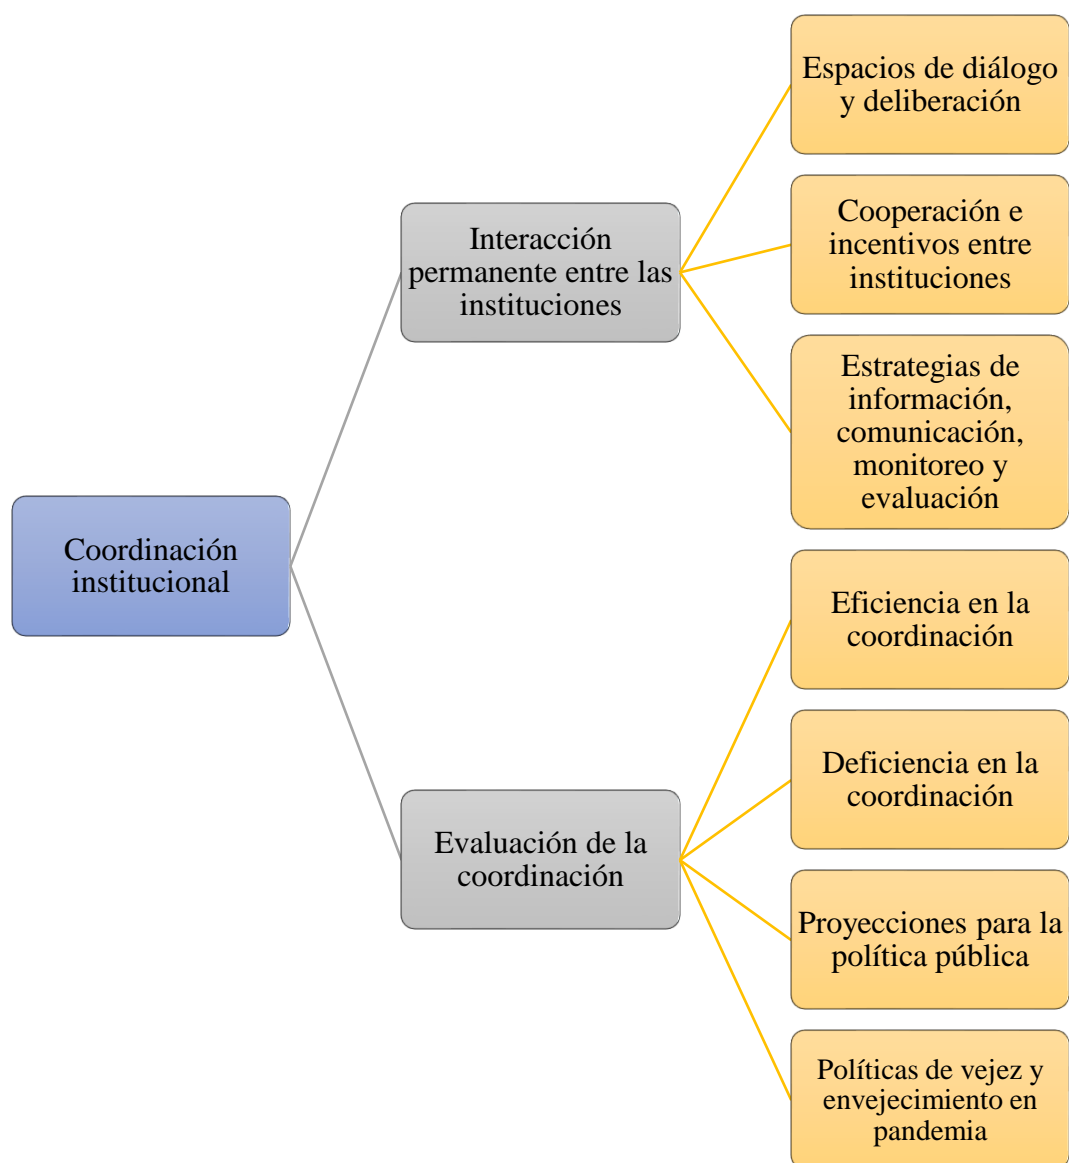 Espacios de diálogo
y deliberación
Cooperación e
incentivos entre
instituciones
Interacción
permanente entre las
instituciones
Estrategias de
información,
comunicación,
monitoreo y
evaluación
Coordinación
institucional
Eficiencia en la
coordinación
Deficiencia en la
coordinación
Evaluación de la
coordinación
Proyecciones para la
política pública
Políticas de vejez y
envejecimiento en
pandemia